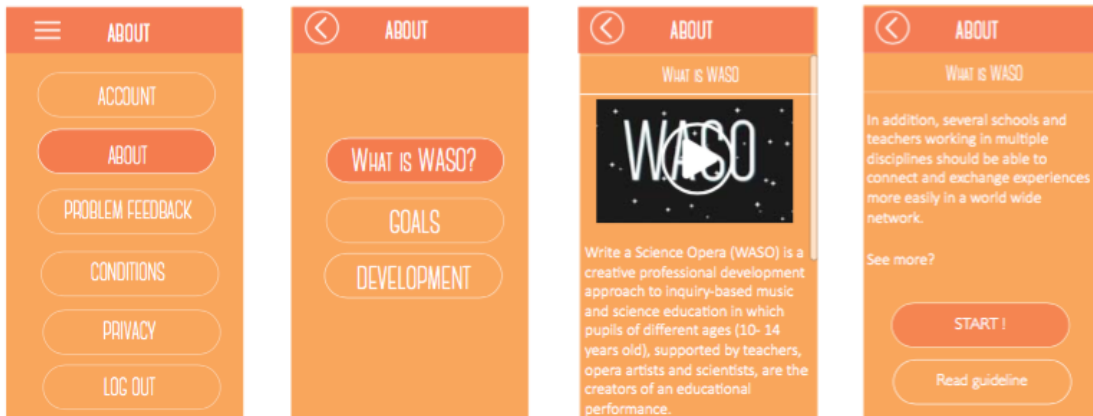 ABOUT
ACCOUNT
ABOUT
PROBLEM FEEDBACK
CONDITIONS
PRIVACY
LOG OUT
ABOUT
WHAT IS WASO?
GOALS
DEVELOPMENT
ABOUT
WHAT IS WASO
WASO
Write a Science Opera (WASO) is a
creative professional development
approach to inquiry-based music
and science education in which
pupils of different ages (10- 14
years old), supported by teachers,
opera artists and scientists, are the
creators of an educational
performance.
ABOUT
WHAT IS WASO
In addition, several schools and
teachers working in multiple
disciplines should be able to
connect and exchange experiences
more easily in a world wide
network.
See more?
START !
Read guideline